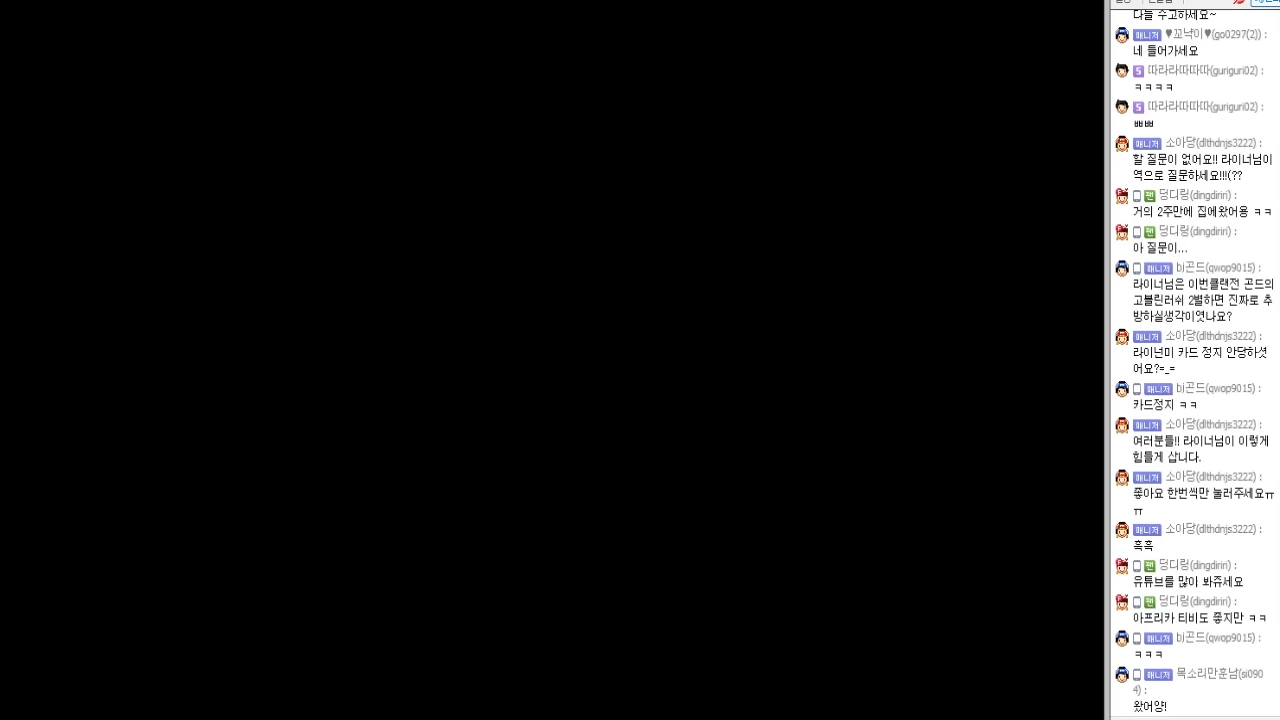 다들 수고하세요~
매니저 ♥꼬냑이♥(go0297(2)) :
네 들어가세요
S 따라라따따따(guriguri02) :
ㅋㅋㅋㅋ
S 따라라따따따(guriguri02) :
ㅃㅃ
매니저 소아당(dlthdnjs3222) :
할 질문이 없어요!! 라이너님이
역으로 질문하세요!!!(??
팬 덩디링(dingdiriri) :
거의 2주만에 집에왔어용 ㅋㅋ
팬 덩디링(dingdiriri) :
아 질문이...
매니저 bj곤드(qwop9015) :
라이너님은 이번클랜전 곤드의
고블린러쉬 2별하면 진짜로 추
방하실생각이엿나요?
매니저 소아당(dlthdnjs3222) :
라이넌미 카드 정지 안당하셧
어요?=_=
매니저 bj곤드(qwop9015) :
카드정지 ㅋㅋ
매니저 소아당(dlthdnjs3222) :
여러분들!! 라이너님이 이렇게
힘들게 삽니다.
매니저 소아당(dlthdnjs3222) :
좋아요 한번씩만 눌러주세요ㅠ
ㅠ
매니저 소아당(dlthdnjs3222) :
흑흑
팬 덩디링(dingdiriri) :
유튜브를 많이 봐쥬세요
팬 덩디링(dingdiriri) :
아프리카 티비도 좋지만 ㅋㅋ
매니저 bj곤드(qwop9015) :
ㅋㅋㅋ
매니저 목소리만훈남(si090
4) :
왔어양!